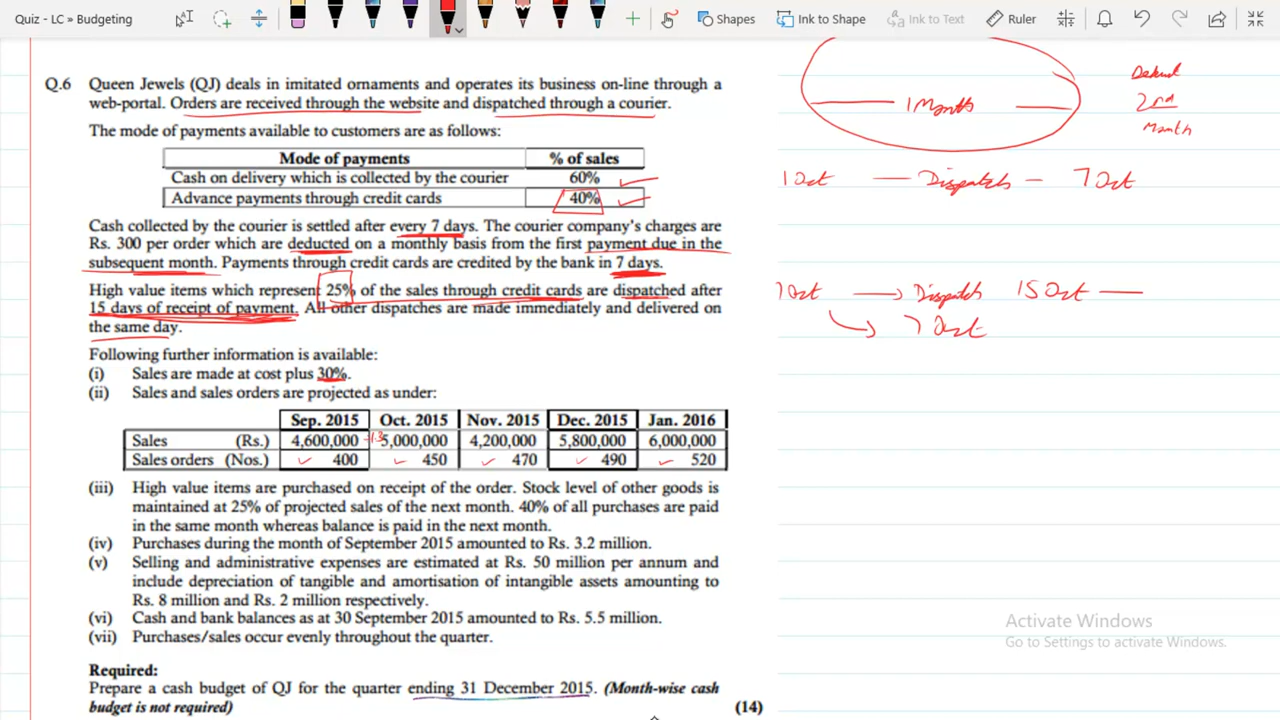 Quiz - LC » Budgeting
Shapes
Ink to Shape
Ink to Text
Ruler
Q.6 Queen Jewels (QJ) deals in imitated ornaments and operates its business on-line through a
web-portal. Orders are received through the website and dispatched through a courier.
The mode of payments available to customers are as follows:
Mode of payments % of sales
Cash on delivery which is collected by the courier 60%
Advance payments through credit cards 40%
Cash collected by the courier is settled after every 7 days. The courier company's charges are
Rs. 300 per order which are deducted on a monthly basis from the first payment due in the
subsequent month. Payments through credit cards are credited by the bank in 7 days.
High value items which represent 25% of the sales through credit cards are dispatched after
15 days of receipt of payment. All other dispatches are made immediately and delivered on
the same day.
Following further information is available:
(i) Sales are made at cost plus 30%.
(ii) Sales and sales orders are projected as under:
Sep. 2015 Oct. 2015 Nov. 2015 Dec. 2015 Jan. 2016
Sales (Rs.) 4,600,000 ÷1.3 5,000,000 4,200,000 5,800,000 6,000,000
Sales orders (Nos.) 400 450 470 490 520
(iii) High value items are purchased on receipt of the order. Stock level of other goods is
maintained at 25% of projected sales of the next month. 40% of all purchases are paid
in the same month whereas balance is paid in the next month.
(iv) Purchases during the month of September 2015 amounted to Rs. 3.2 million.
(v) Selling and administrative expenses are estimated at Rs. 50 million per annum and
include depreciation of tangible and amortisation of intangible assets amounting to
Rs. 8 million and Rs. 2 million respectively.
(vi) Cash and bank balances as at 30 September 2015 amounted to Rs. 5.5 million.
(vii) Purchases/sales occur evenly throughout the quarter.
Required:
Prepare a cash budget of QJ for the quarter ending 31 December 2015. (Month-wise cash
budget is not required) (14)
1 Month
2nd
Month
1 Oct — Dispatch — 7 Oct
1 Oct → Dispatch 15 Oct —
7 Oct
Activate Windows
Go to Settings to activate Windows.